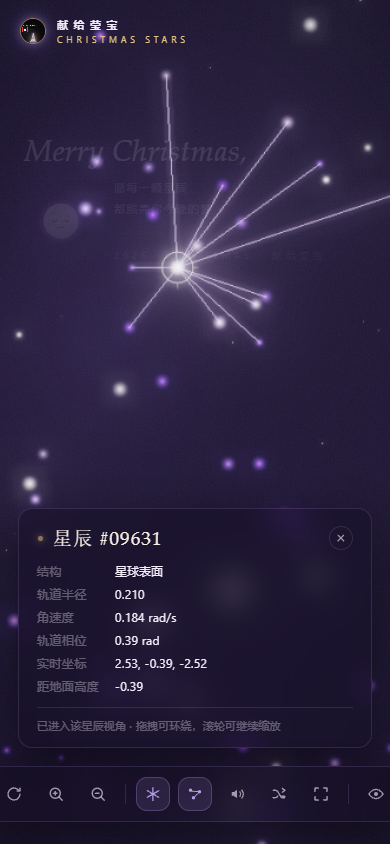 献给莹宝
CHRISTMAS STARS
Merry Christmas,
星辰 #09631
结构 星球表面
轨道半径 0.210
角速度 0.184 rad/s
轨道相位 0.39 rad
实时坐标 2.53, -0.39, -2.52
距地面高度 -0.39
已进入该星辰视角 · 拖拽可环绕，滚轮可继续缩放